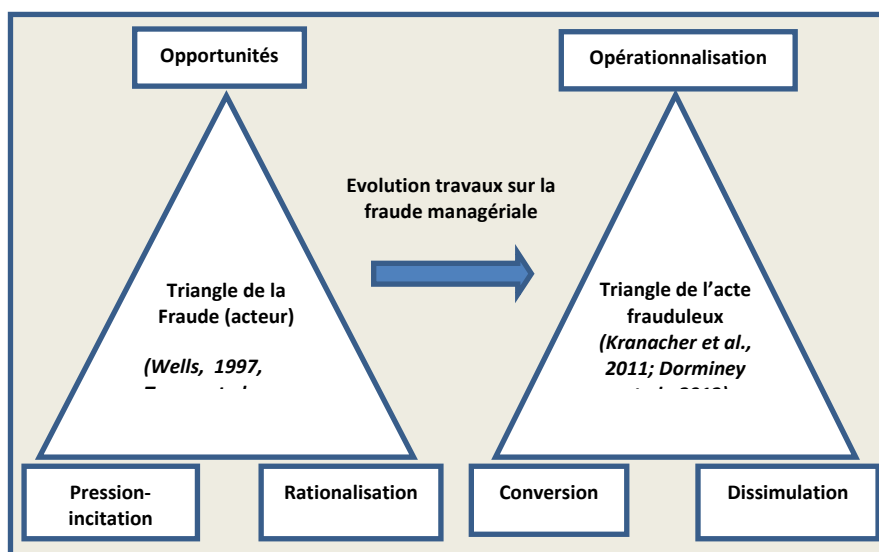 Opportunités
Opérationnalisation
Evolution travaux sur la
fraude managériale
Triangle de la
Fraude (acteur)
(Wells, 1997,
Triangle de l’acte
frauduleux
(Kranacher et al.,
2011; Dorminey
Pression-
incitation
Rationalisation
Conversion
Dissimulation